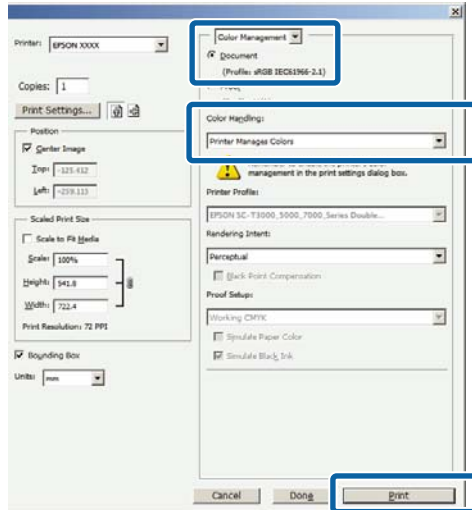 Printer: EPSON XXXX
Copies: 1
Print Settings...
Position
Center Image
Top: -125.412
Left: -259.113
Scaled Print Size
Scale to Fit Media
Scale: 100%
Height: 541.8
Width: 722.4
Print Resolution: 72 PPI
Bounding Box
Units: mm
Color Management
Document
(Profile: sRGB IEC61966-2.1)
Color Handling:
Printer Manages Colors
management in the print settings dialog box.
Printer Profile:
EPSON SC-T3000_5000_7000_Series Double...
Rendering Intent:
Perceptual
Black Point Compensation
Proof Setup:
Working CMYK
Simulate Paper Color
Simulate Black Ink
Cancel
Done
Print